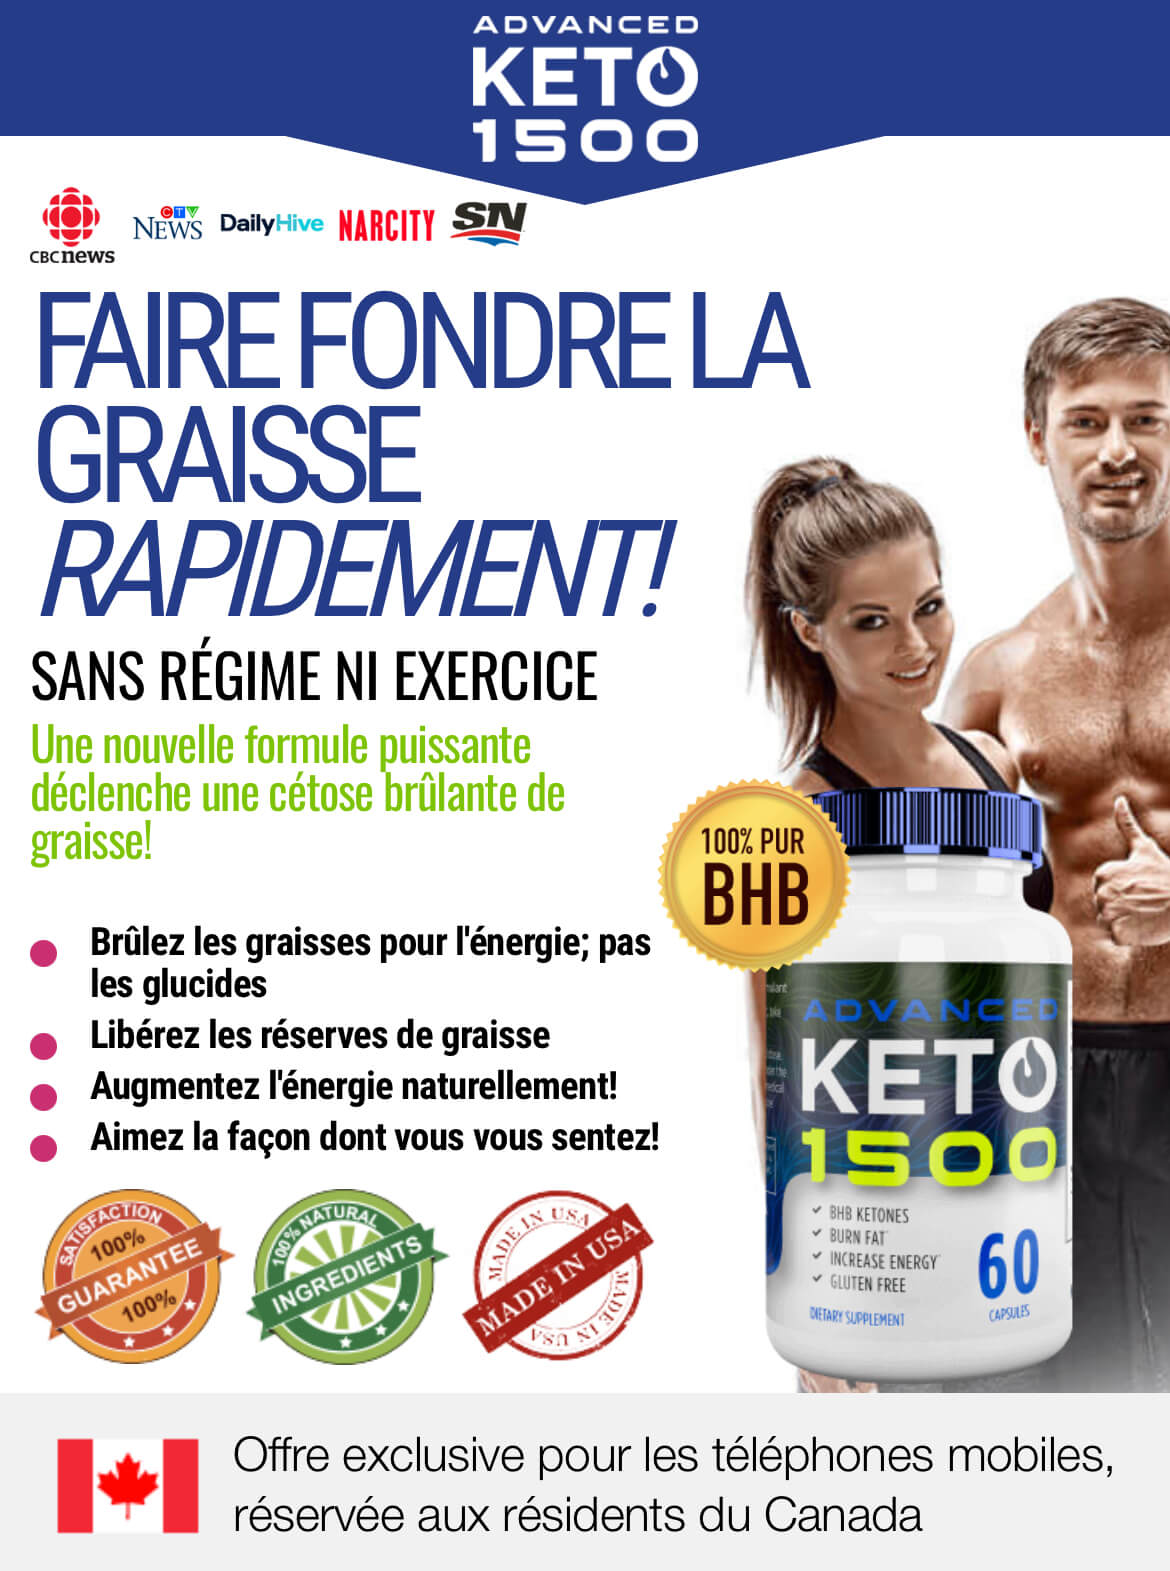 ADVANCED
KETO
1500
CBC news
CTV
NEWS
DailyHive
NARCITY
SN
FAIRE FONDRE LA
GRAISSE
RAPIDEMENT!
SANS RÉGIME NI EXERCICE
Une nouvelle formule puissante
déclenche une cétose brûlante de
graisse!
100% PUR
BHB
Brûlez les graisses pour l'énergie; pas
les glucides
Libérez les réserves de graisse
Augmentez l'énergie naturellement!
Aimez la façon dont vous vous sentez!
ADVANCED
KETO
1500
BHB KETONES
BURN FAT
INCREASE ENERGY
GLUTEN FREE
60
CAPSULES
DIETARY SUPPLEMENT
SATISFACTION
100%
GUARANTEE
100%
100% NATURAL
INGREDIENTS
MADE IN USA
MADE IN USA
MADE IN USA
MADE IN USA
Offre exclusive pour les téléphones mobiles,
réservée aux résidents du Canada